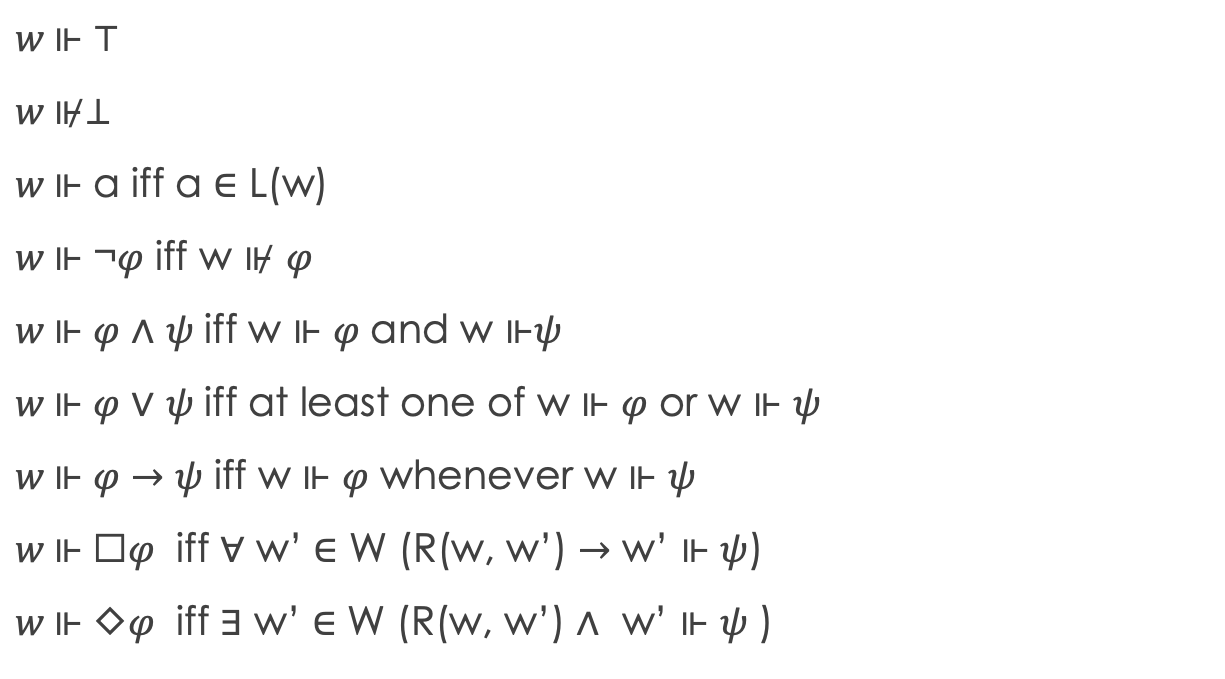 𝑤 ⊩ ⊤
𝑤 ⊮⊥
𝑤 ⊩ a iff a ∈ L(w)
𝑤 ⊩ ¬𝜑 iff w ⊮ 𝜑
𝑤 ⊩ 𝜑 ∧ 𝜓 iff w ⊩ 𝜑 and w ⊩𝜓
𝑤 ⊩ 𝜑 ∨ 𝜓 iff at least one of w ⊩ 𝜑 or w ⊩ 𝜓
𝑤 ⊩ 𝜑 → 𝜓 iff w ⊩ 𝜑 whenever w ⊩ 𝜓
𝑤 ⊩ □𝜑 iff ∀ w’ ∈ W (R(w, w’) → w’ ⊩ 𝜓)
𝑤 ⊩ ◇𝜑 iff ∃ w’ ∈ W (R(w, w’) ∧ w’ ⊩ 𝜓 )